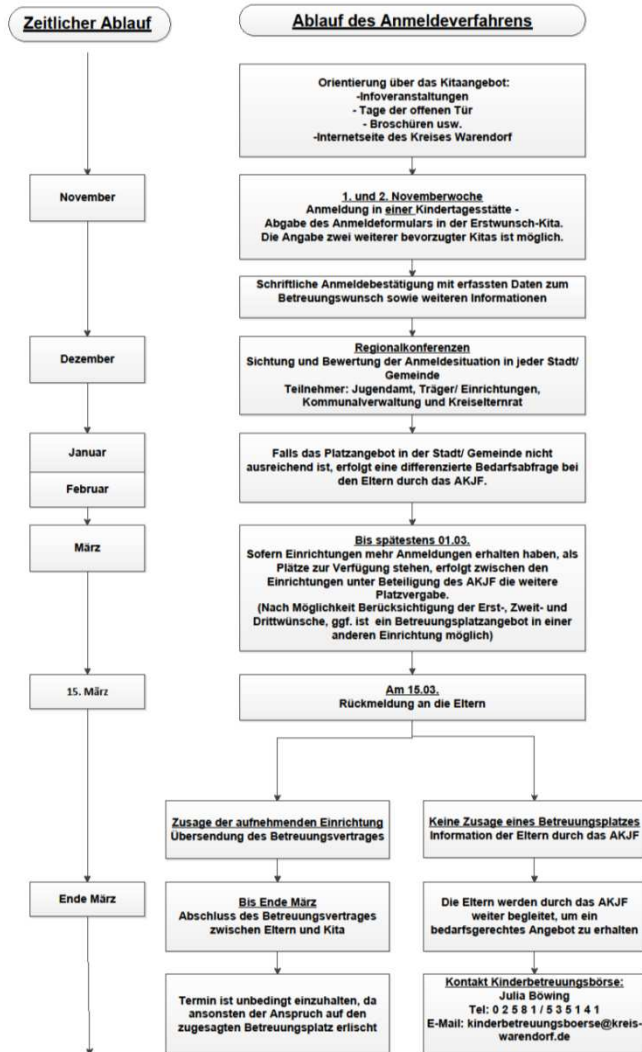 Zeitlicher Ablauf
Ablauf des Anmeldeverfahrens
Orientierung über das Kitaangebot:
-Infoveranstaltungen
- Tage der offenen Tür
- Broschüren usw.
-Internetseite des Kreises Warendorf
November
1. und 2. Novemberwoche
Anmeldung in einer Kindertagesstätte -
Abgabe des Anmeldeformulars in der Erstwunsch-Kita.
Die Angabe zwei weiterer bevorzugter Kitas ist möglich.
Schriftliche Anmeldebestätigung mit erfassten Daten zum
Betreuungswunsch sowie weiteren Informationen
Dezember
Regionalkonferenzen
Sichtung und Bewertung der Anmeldesituation in jeder Stadt/
Gemeinde
Teilnehmer: Jugendamt, Träger/ Einrichtungen,
Kommunalverwaltung und Kreiselternrat
Januar
Februar
Falls das Platzangebot in der Stadt/ Gemeinde nicht
ausreichend ist, erfolgt eine differenzierte Bedarfsabfrage bei
den Eltern durch das AKJF.
März
Bis spätestens 01.03.
Sofern Einrichtungen mehr Anmeldungen erhalten haben, als
Plätze zur Verfügung stehen, erfolgt zwischen den
Einrichtungen unter Beteiligung des AKJF die weitere
Platzvergabe.
(Nach Möglichkeit Berücksichtigung der Erst-, Zweit- und
Drittwünsche, ggf. ist ein Betreuungsplatzangebot in einer
anderen Einrichtung möglich)
15. März
Am 15.03.
Rückmeldung an die Eltern
Zusage der aufnehmenden Einrichtung
Übersendung des Betreuungsvertrages
Keine Zusage eines Betreuungsplatzes
Information der Eltern durch das AKJF
Ende März
Bis Ende März
Abschluss des Betreuungsvertrages
zwischen Eltern und Kita
Die Eltern werden durch das AKJF
weiter begleitet, um ein
bedarfsgerechtes Angebot zu erhalten
Termin ist unbedingt einzuhalten, da
ansonsten der Anspruch auf den
zugesagten Betreuungsplatz erlischt
Kontakt Kinderbetreuungsbörse:
Julia Böwing
Tel: 0 2 5 8 1 / 5 3 5 1 4 1
E-Mail: kinderbetreuungsboerse@kreis-
warendorf.de